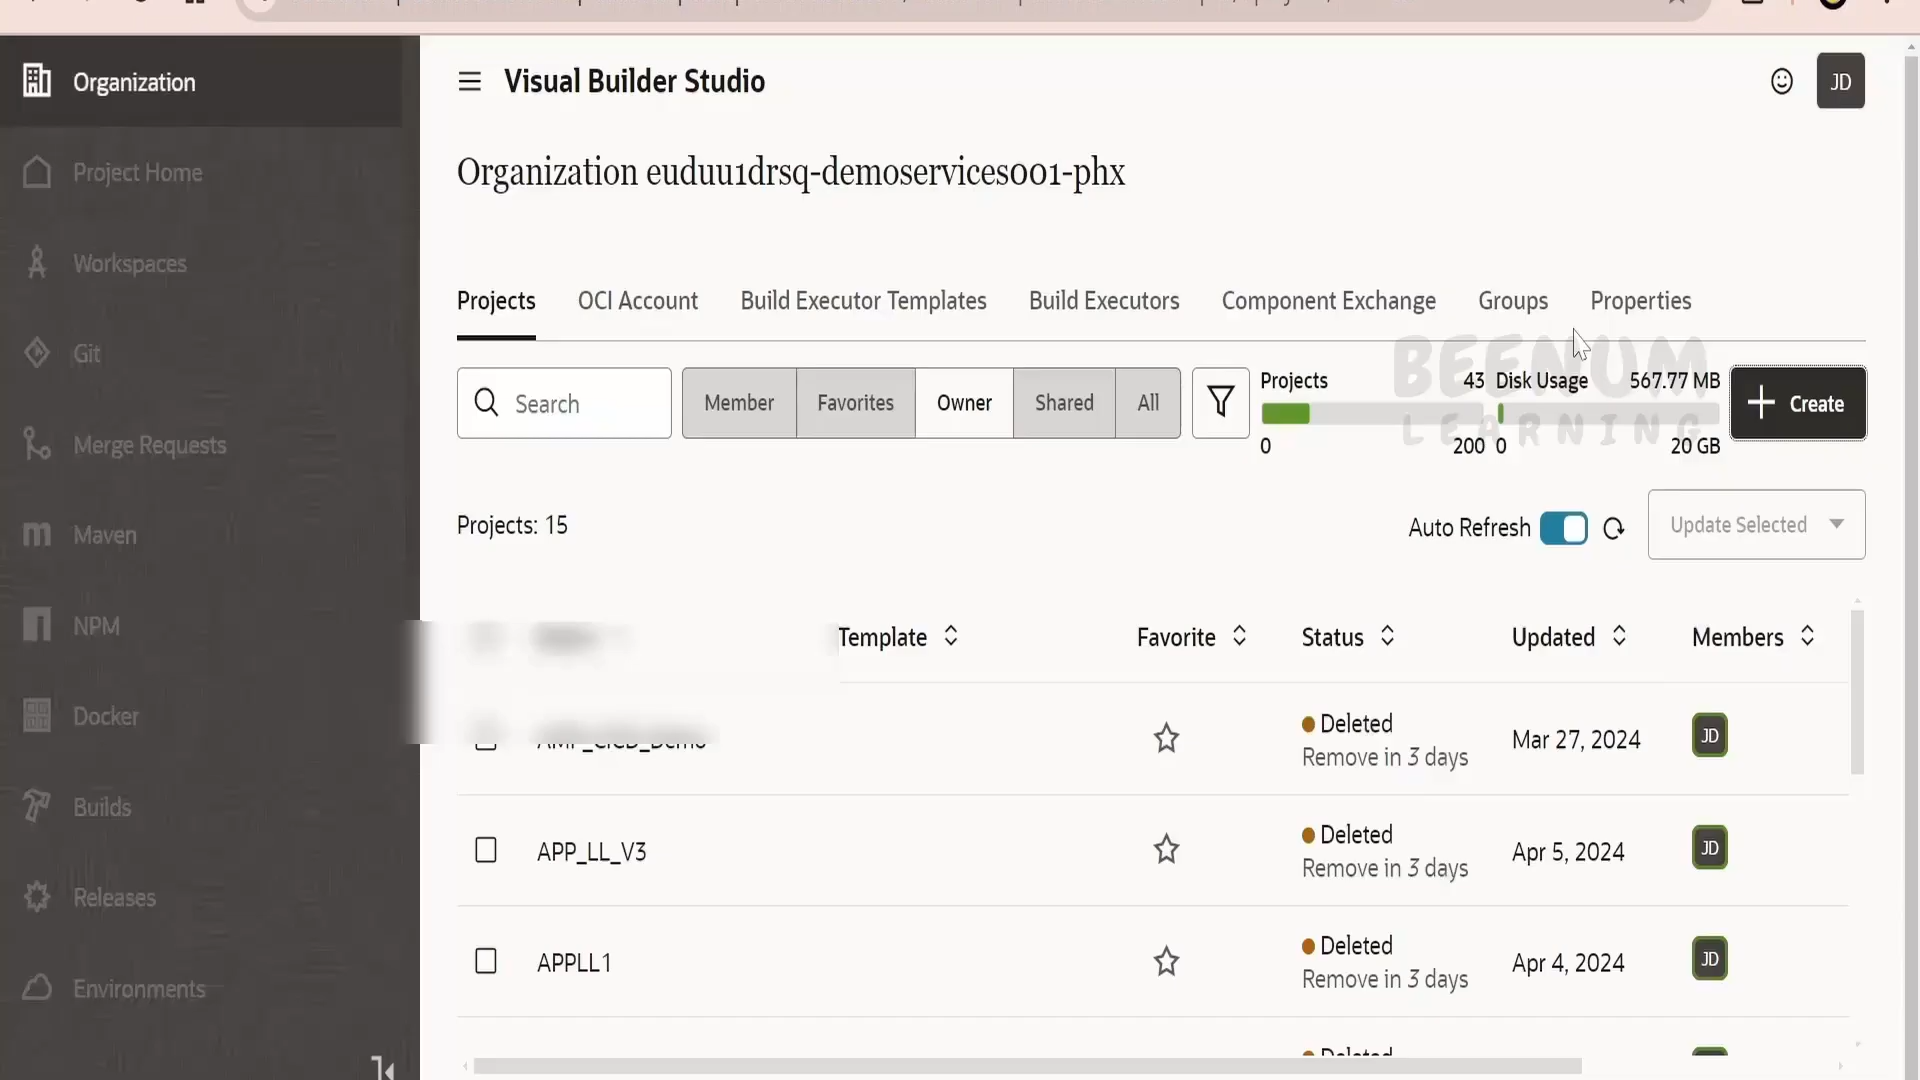 Organization
Visual Builder Studio
JD
Project Home
Organization euduu1drsq-demoservices001-phx
Workspaces
Projects OCI Account Build Executor Templates Build Executors Component Exchange Groups Properties
Git
BEENUM
LEARNING
Search Member Favorites Owner Shared All
Projects 43 Disk Usage 567.77 MB
Create
0 200 0 20 GB
Merge Requests
Projects: 15
Auto Refresh Update Selected
Maven
NPM
Template Favorite Status Updated Members
Docker
AMP_CICD_Demo Deleted Mar 27, 2024 JD
Remove in 3 days
Builds
APP_LL_V3 Deleted Apr 5, 2024 JD
Remove in 3 days
Releases
APPLL1 Deleted Apr 4, 2024 JD
Remove in 3 days
Environments
Deleted